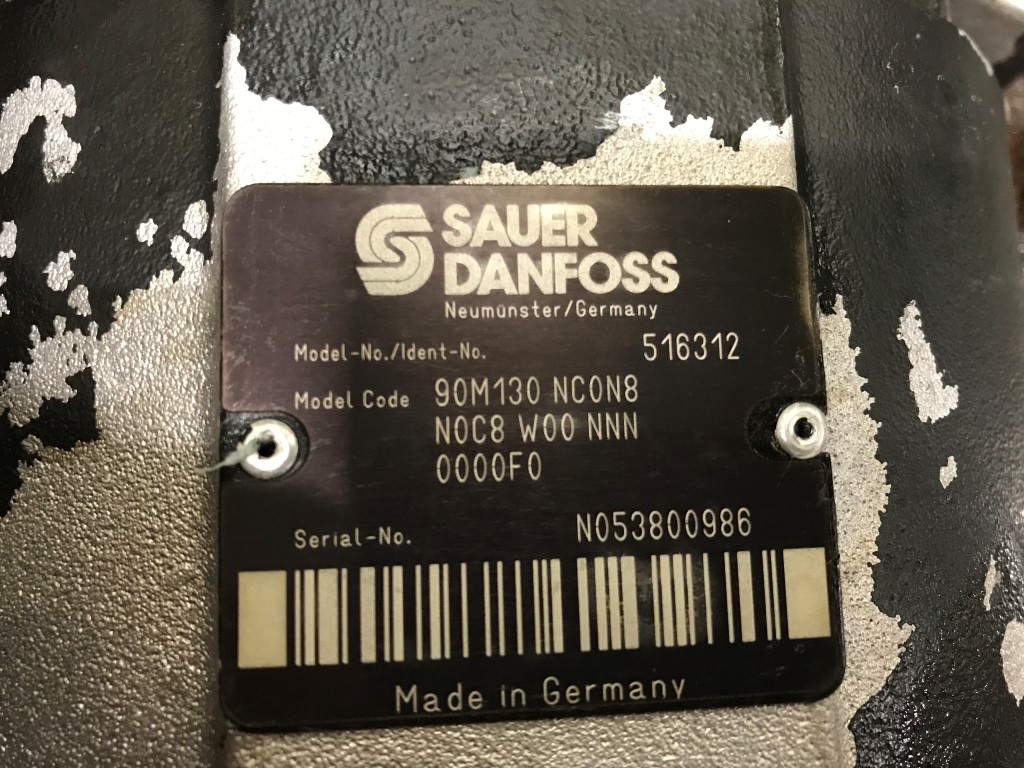 SAUER
DANFOSS
Neumünster/Germany
Model-No./Ident-No. 516312
Model Code 90M130 NC0N8
N0C8 W00 NNN
0000F0
Serial-No. N053800986
Made in Germany